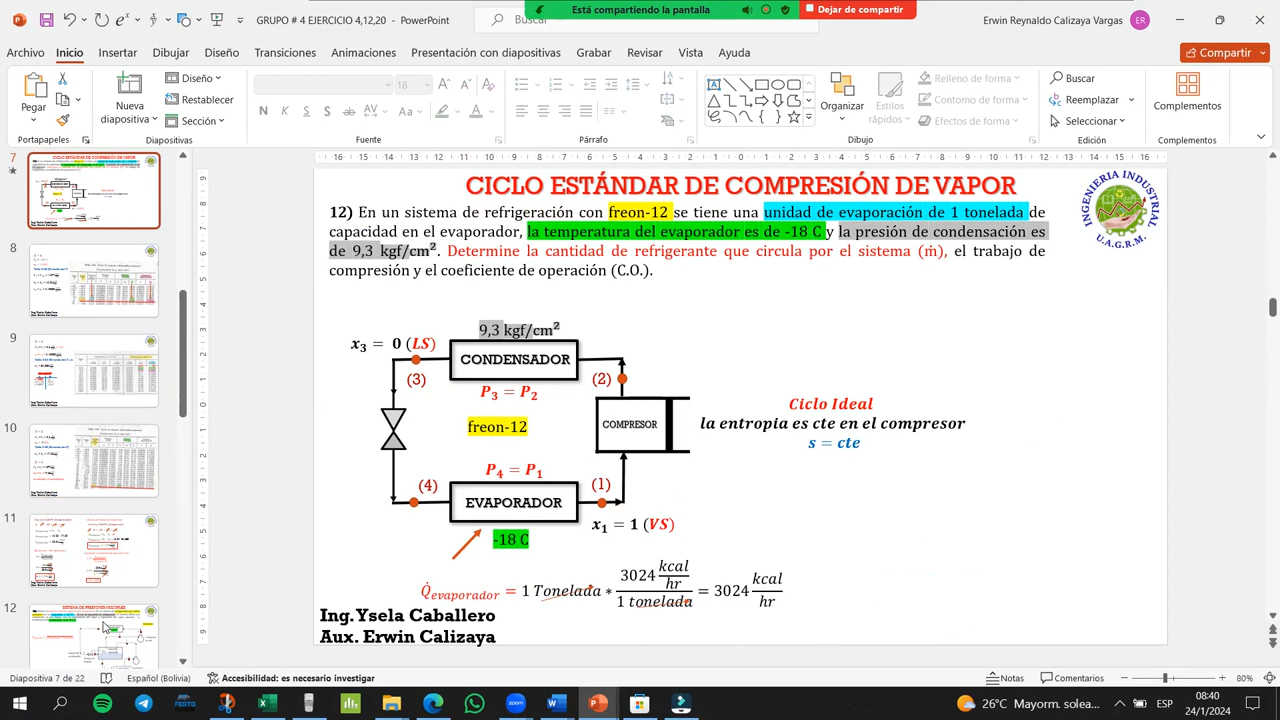 GRUPO # 4 EJERCICIO 4,12,20 - PowerPoint
Buscar
Está compartiendo la pantalla
Dejar de compartir
Erwin Reynaldo Calizaya Vargas
ER
Archivo Inicio Insertar Dibujar Diseño Transiciones Animaciones Presentación con diapositivas Grabar Revisar Vista Ayuda
Compartir
Pegar
Nueva diapositiva
Diseño
Restablecer
Sección
Organizar
Estilos rápidos
Relleno de forma
Contorno de forma
Efectos de forma
Buscar
Reemplazar
Seleccionar
Complementos
Portapapeles
Diapositivas
Fuente
Párrafo
Dibujo
Edición
Complementos
8
9
10
11
12
CICLO ESTÁNDAR DE COMPRESIÓN DE VAPOR
12) En un sistema de refrigeración con freon-12 se tiene una unidad de evaporación de 1 tonelada de
capacidad en el evaporador, la temperatura del evaporador es de -18 C y la presión de condensación es
de 9,3 kgf/cm². Determine la cantidad de refrigerante que circula por el sistema (ṁ), el trabajo de
compresión y el coeficiente de operación (C.O.).
INGENIERIA INDUSTRIAL
U.A.G.R.M.
9,3 kgf/cm²
x₃ = 0 (LS)
CONDENSADOR
(3)
(2)
P₃ = P₂
freon-12
COMPRESOR
Ciclo Ideal
la entropia es cte en el compresor
s = cte
P₄ = P₁
(4)
(1)
EVAPORADOR
x₁ = 1 (VS)
-18 C
Q̇evaporador = 1 Tonelada * 3024 kcal/hr / 1 tonelada = 3024 kcal/hr
Ing. Ysela Caballero
Aux. Erwin Calizaya
Diapositiva 7 de 22
Español (Bolivia)
Accesibilidad: es necesario investigar
Notas
Comentarios
80%
26°C Mayorm. solea...
ESP
08:40
24/1/2024